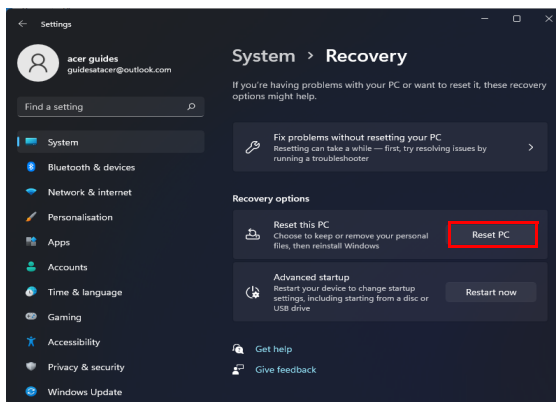 Settings
acer guides
guidesatacer@outlook.com
Find a setting
System
Bluetooth & devices
Network & internet
Personalisation
Apps
Accounts
Time & language
Gaming
Accessibility
Privacy & security
Windows Update
System > Recovery
If you're having problems with your PC or want to reset it, these recovery
options might help.
Fix problems without resetting your PC
Resetting can take a while — first, try resolving issues by
running a troubleshooter
Recovery options
Reset this PC
Choose to keep or remove your personal
files, then reinstall Windows
Reset PC
Advanced startup
Restart your device to change startup
settings, including starting from a disc or
USB drive
Restart now
Get help
Give feedback